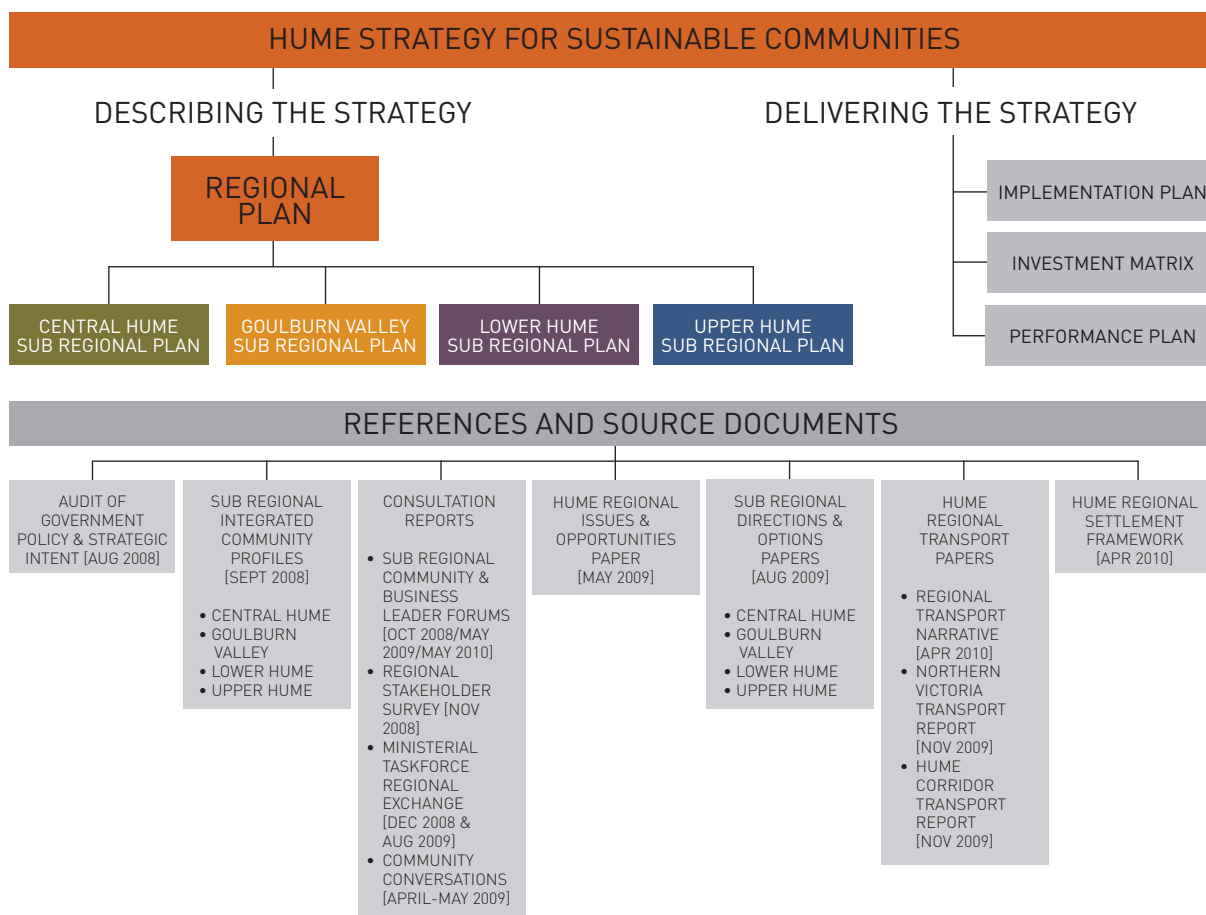 HUME STRATEGY FOR SUSTAINABLE COMMUNITIES
DESCRIBING THE STRATEGY
REGIONAL
PLAN
CENTRAL HUME
SUB REGIONAL PLAN
GOULBURN VALLEY
SUB REGIONAL PLAN
LOWER HUME
SUB REGIONAL PLAN
UPPER HUME
SUB REGIONAL PLAN
DELIVERING THE STRATEGY
IMPLEMENTATION PLAN
INVESTMENT MATRIX
PERFORMANCE PLAN
REFERENCES AND SOURCE DOCUMENTS
AUDIT OF
GOVERNMENT
POLICY & STRATEGIC
INTENT [AUG 2008]
SUB REGIONAL
INTEGRATED
COMMUNITY
PROFILES
[SEPT 2008]
• CENTRAL HUME
• GOULBURN
VALLEY
• LOWER HUME
• UPPER HUME
CONSULTATION
REPORTS
• SUB REGIONAL
COMMUNITY &
BUSINESS
LEADER FORUMS
[OCT 2008/MAY
2009/MAY 2010]
• REGIONAL
STAKEHOLDER
SURVEY [NOV
2008]
• MINISTERIAL
TASKFORCE
REGIONAL
EXCHANGE
[DEC 2008 &
AUG 2009]
• COMMUNITY
CONVERSATIONS
[APRIL-MAY 2009]
HUME REGIONAL
ISSUES &
OPPORTUNITIES
PAPER
[MAY 2009]
SUB REGIONAL
DIRECTIONS &
OPTIONS
PAPERS
[AUG 2009]
• CENTRAL HUME
• GOULBURN
VALLEY
• LOWER HUME
• UPPER HUME
HUME
REGIONAL
TRANSPORT
PAPERS
• REGIONAL
TRANSPORT
NARRATIVE
[APR 2010]
• NORTHERN
VICTORIA
TRANSPORT
REPORT
[NOV 2009]
• HUME
CORRIDOR
TRANSPORT
REPORT
[NOV 2009]
HUME REGIONAL
SETTLEMENT
FRAMEWORK
[APR 2010]